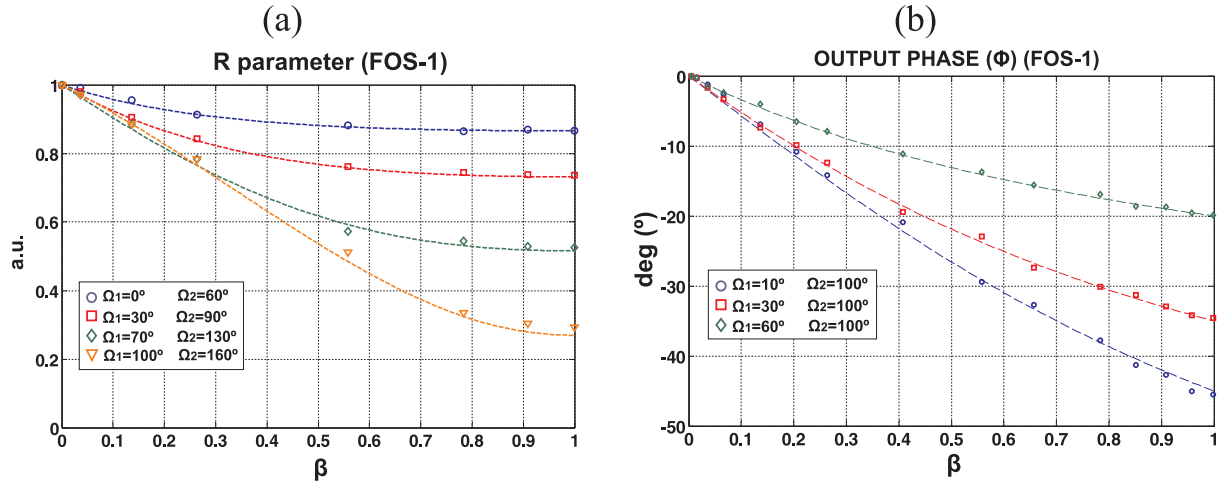 (a)
R parameter (FOS-1)
1
0.8
0.6
0.4
0.2
0
a.u.
Ω1=0º Ω2=60º
Ω1=30º Ω2=90º
Ω1=70º Ω2=130º
Ω1=100º Ω2=160º
0 0.1 0.2 0.3 0.4 0.5 0.6 0.7 0.8 0.9 1
β
(b)
OUTPUT PHASE (Φ) (FOS-1)
0
-10
-20
-30
-40
-50
deg (º)
Ω1=10º Ω2=100º
Ω1=30º Ω2=100º
Ω1=60º Ω2=100º
0 0.1 0.2 0.3 0.4 0.5 0.6 0.7 0.8 0.9 1
β